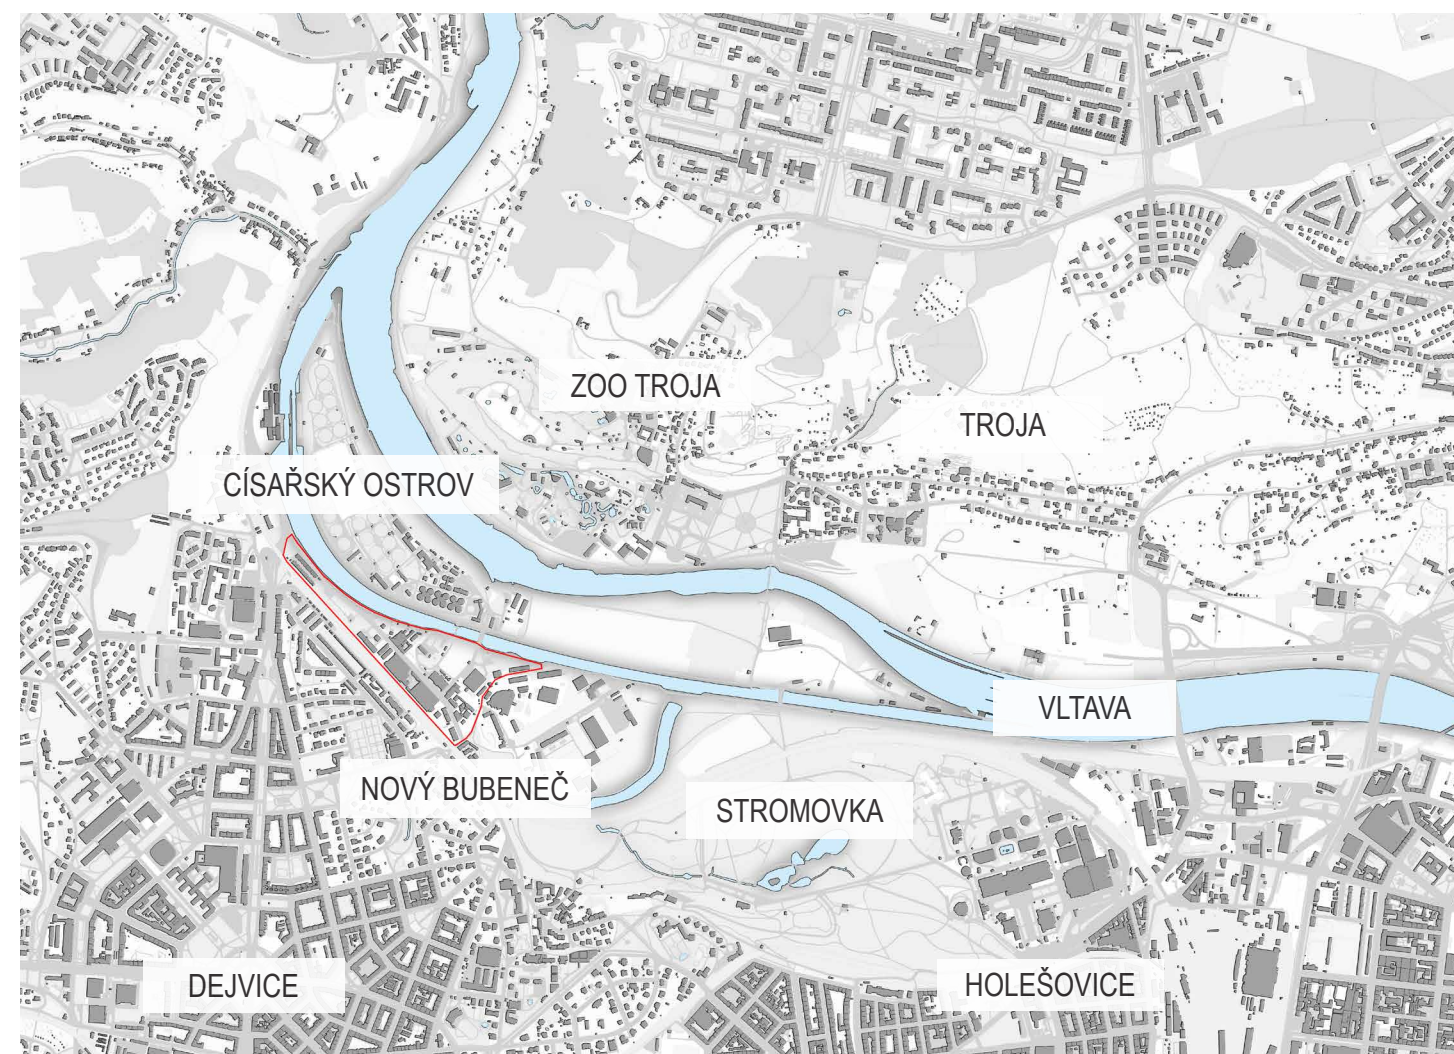 ZOO TROJA
TROJA
CÍSAŘSKÝ OSTROV
VLTAVA
NOVÝ BUBENEČ
STROMOVKA
DEJVICE
HOLEŠOVICE